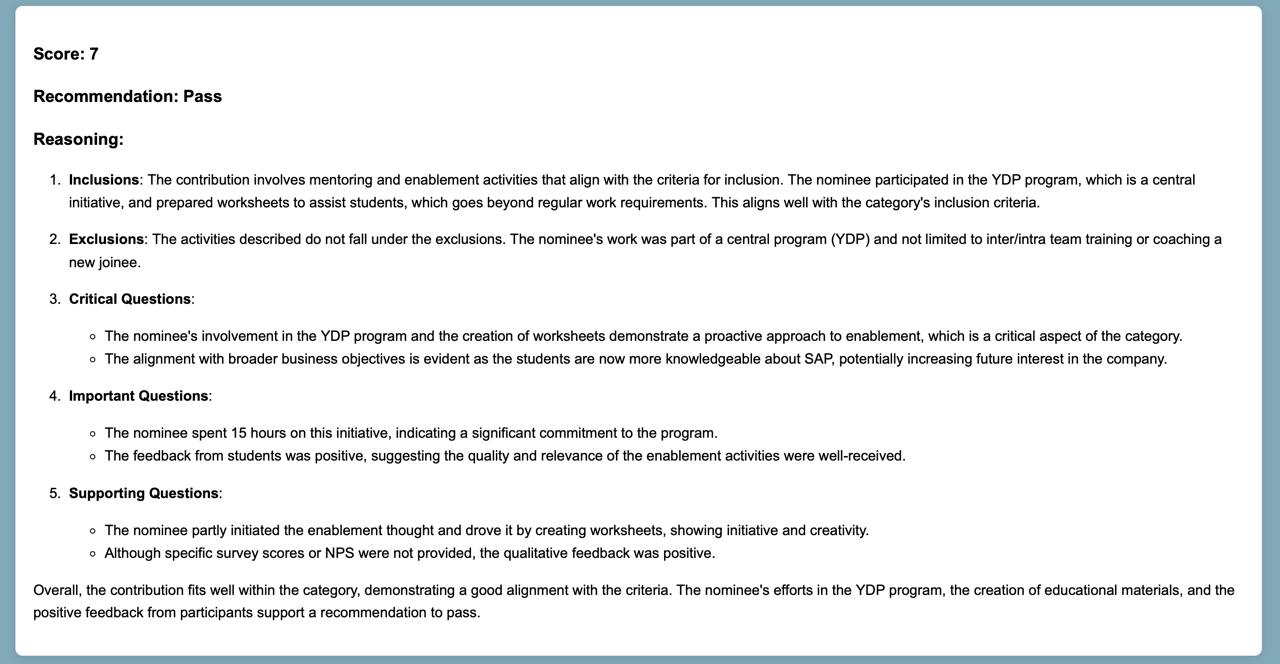 Score: 7
Recommendation: Pass
Reasoning:
1. Inclusions: The contribution involves mentoring and enablement activities that align with the criteria for inclusion. The nominee participated in the YDP program, which is a central
initiative, and prepared worksheets to assist students, which goes beyond regular work requirements. This aligns well with the category's inclusion criteria.
2. Exclusions: The activities described do not fall under the exclusions. The nominee's work was part of a central program (YDP) and not limited to inter/intra team training or coaching a
new joinee.
3. Critical Questions:
◦ The nominee's involvement in the YDP program and the creation of worksheets demonstrate a proactive approach to enablement, which is a critical aspect of the category.
◦ The alignment with broader business objectives is evident as the students are now more knowledgeable about SAP, potentially increasing future interest in the company.
4. Important Questions:
◦ The nominee spent 15 hours on this initiative, indicating a significant commitment to the program.
◦ The feedback from students was positive, suggesting the quality and relevance of the enablement activities were well-received.
5. Supporting Questions:
◦ The nominee partly initiated the enablement thought and drove it by creating worksheets, showing initiative and creativity.
◦ Although specific survey scores or NPS were not provided, the qualitative feedback was positive.
Overall, the contribution fits well within the category, demonstrating a good alignment with the criteria. The nominee's efforts in the YDP program, the creation of educational materials, and the
positive feedback from participants support a recommendation to pass.